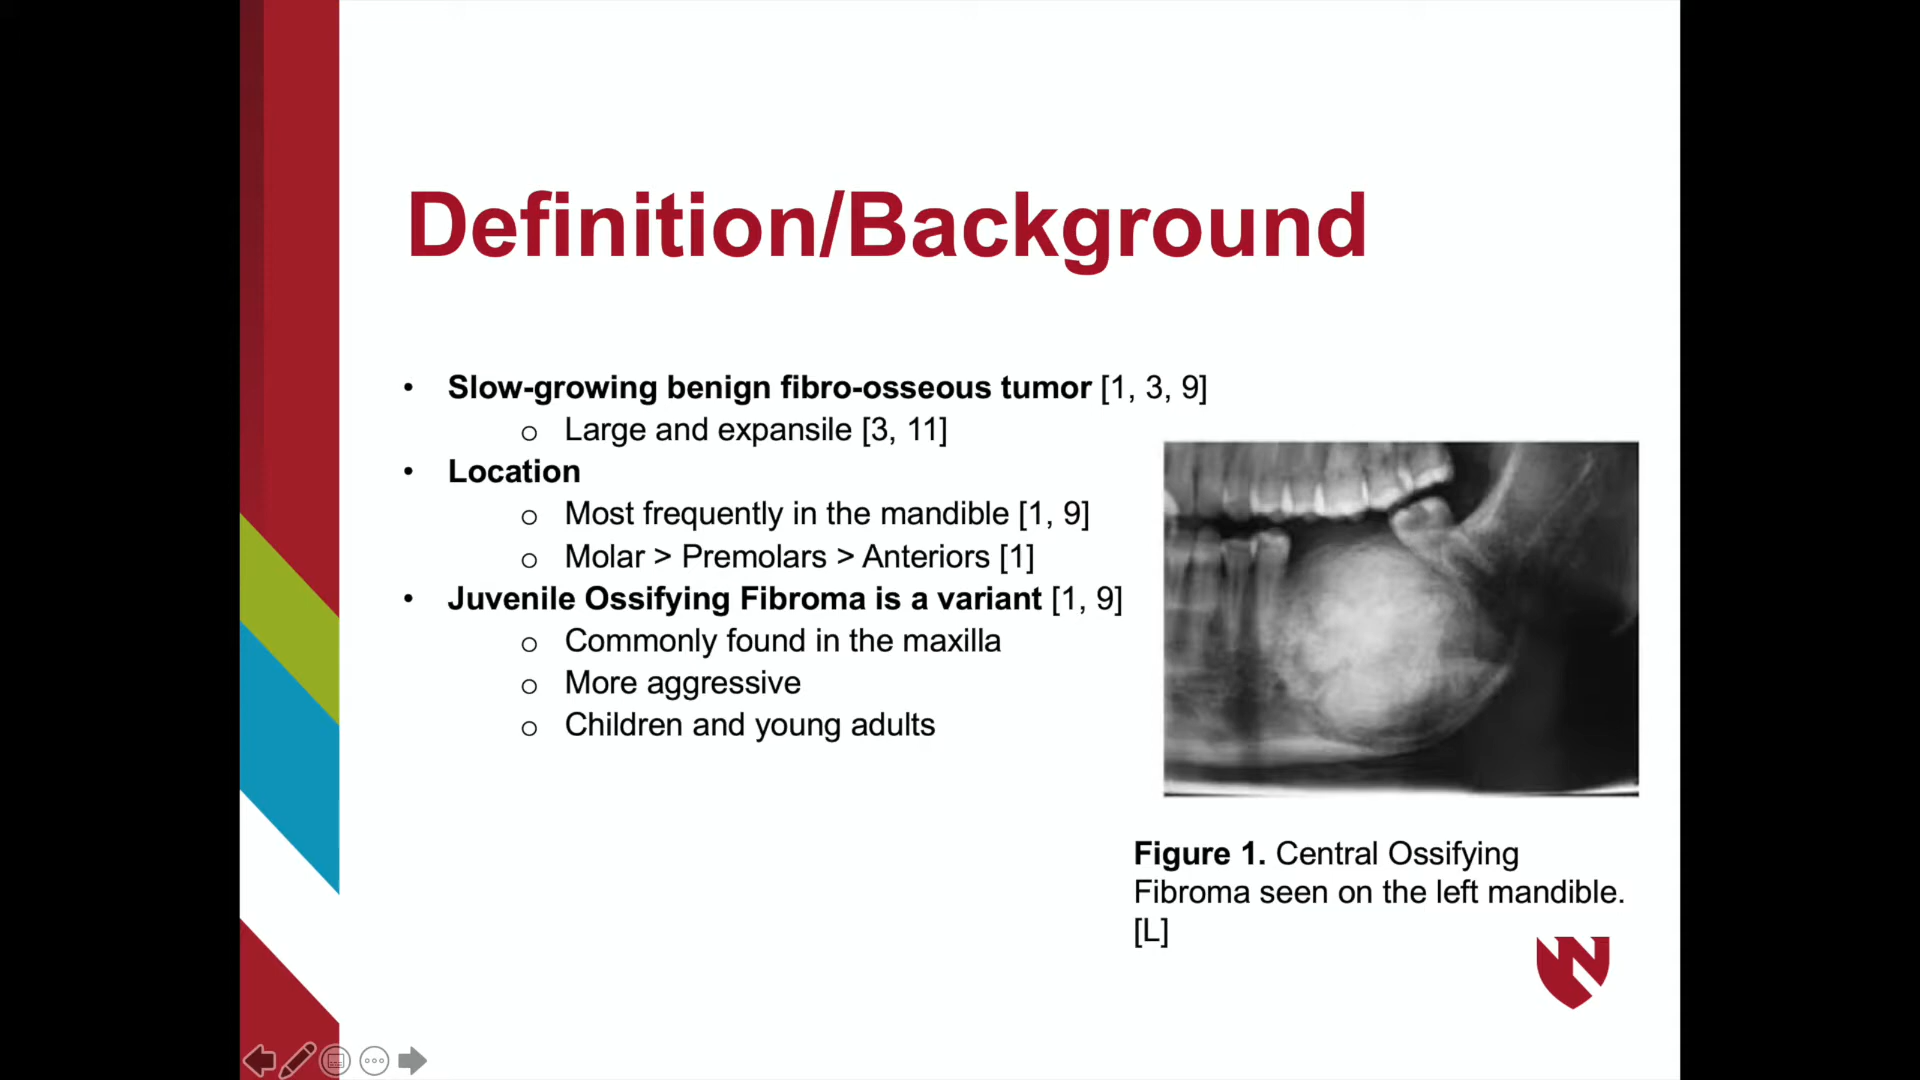 Definition/Background
• Slow-growing benign fibro-osseous tumor [1, 3, 9]
o Large and expansile [3, 11]
• Location
o Most frequently in the mandible [1, 9]
o Molar > Premolars > Anteriors [1]
• Juvenile Ossifying Fibroma is a variant [1, 9]
o Commonly found in the maxilla
o More aggressive
o Children and young adults
Figure 1. Central Ossifying
Fibroma seen on the left mandible.
[L]
N